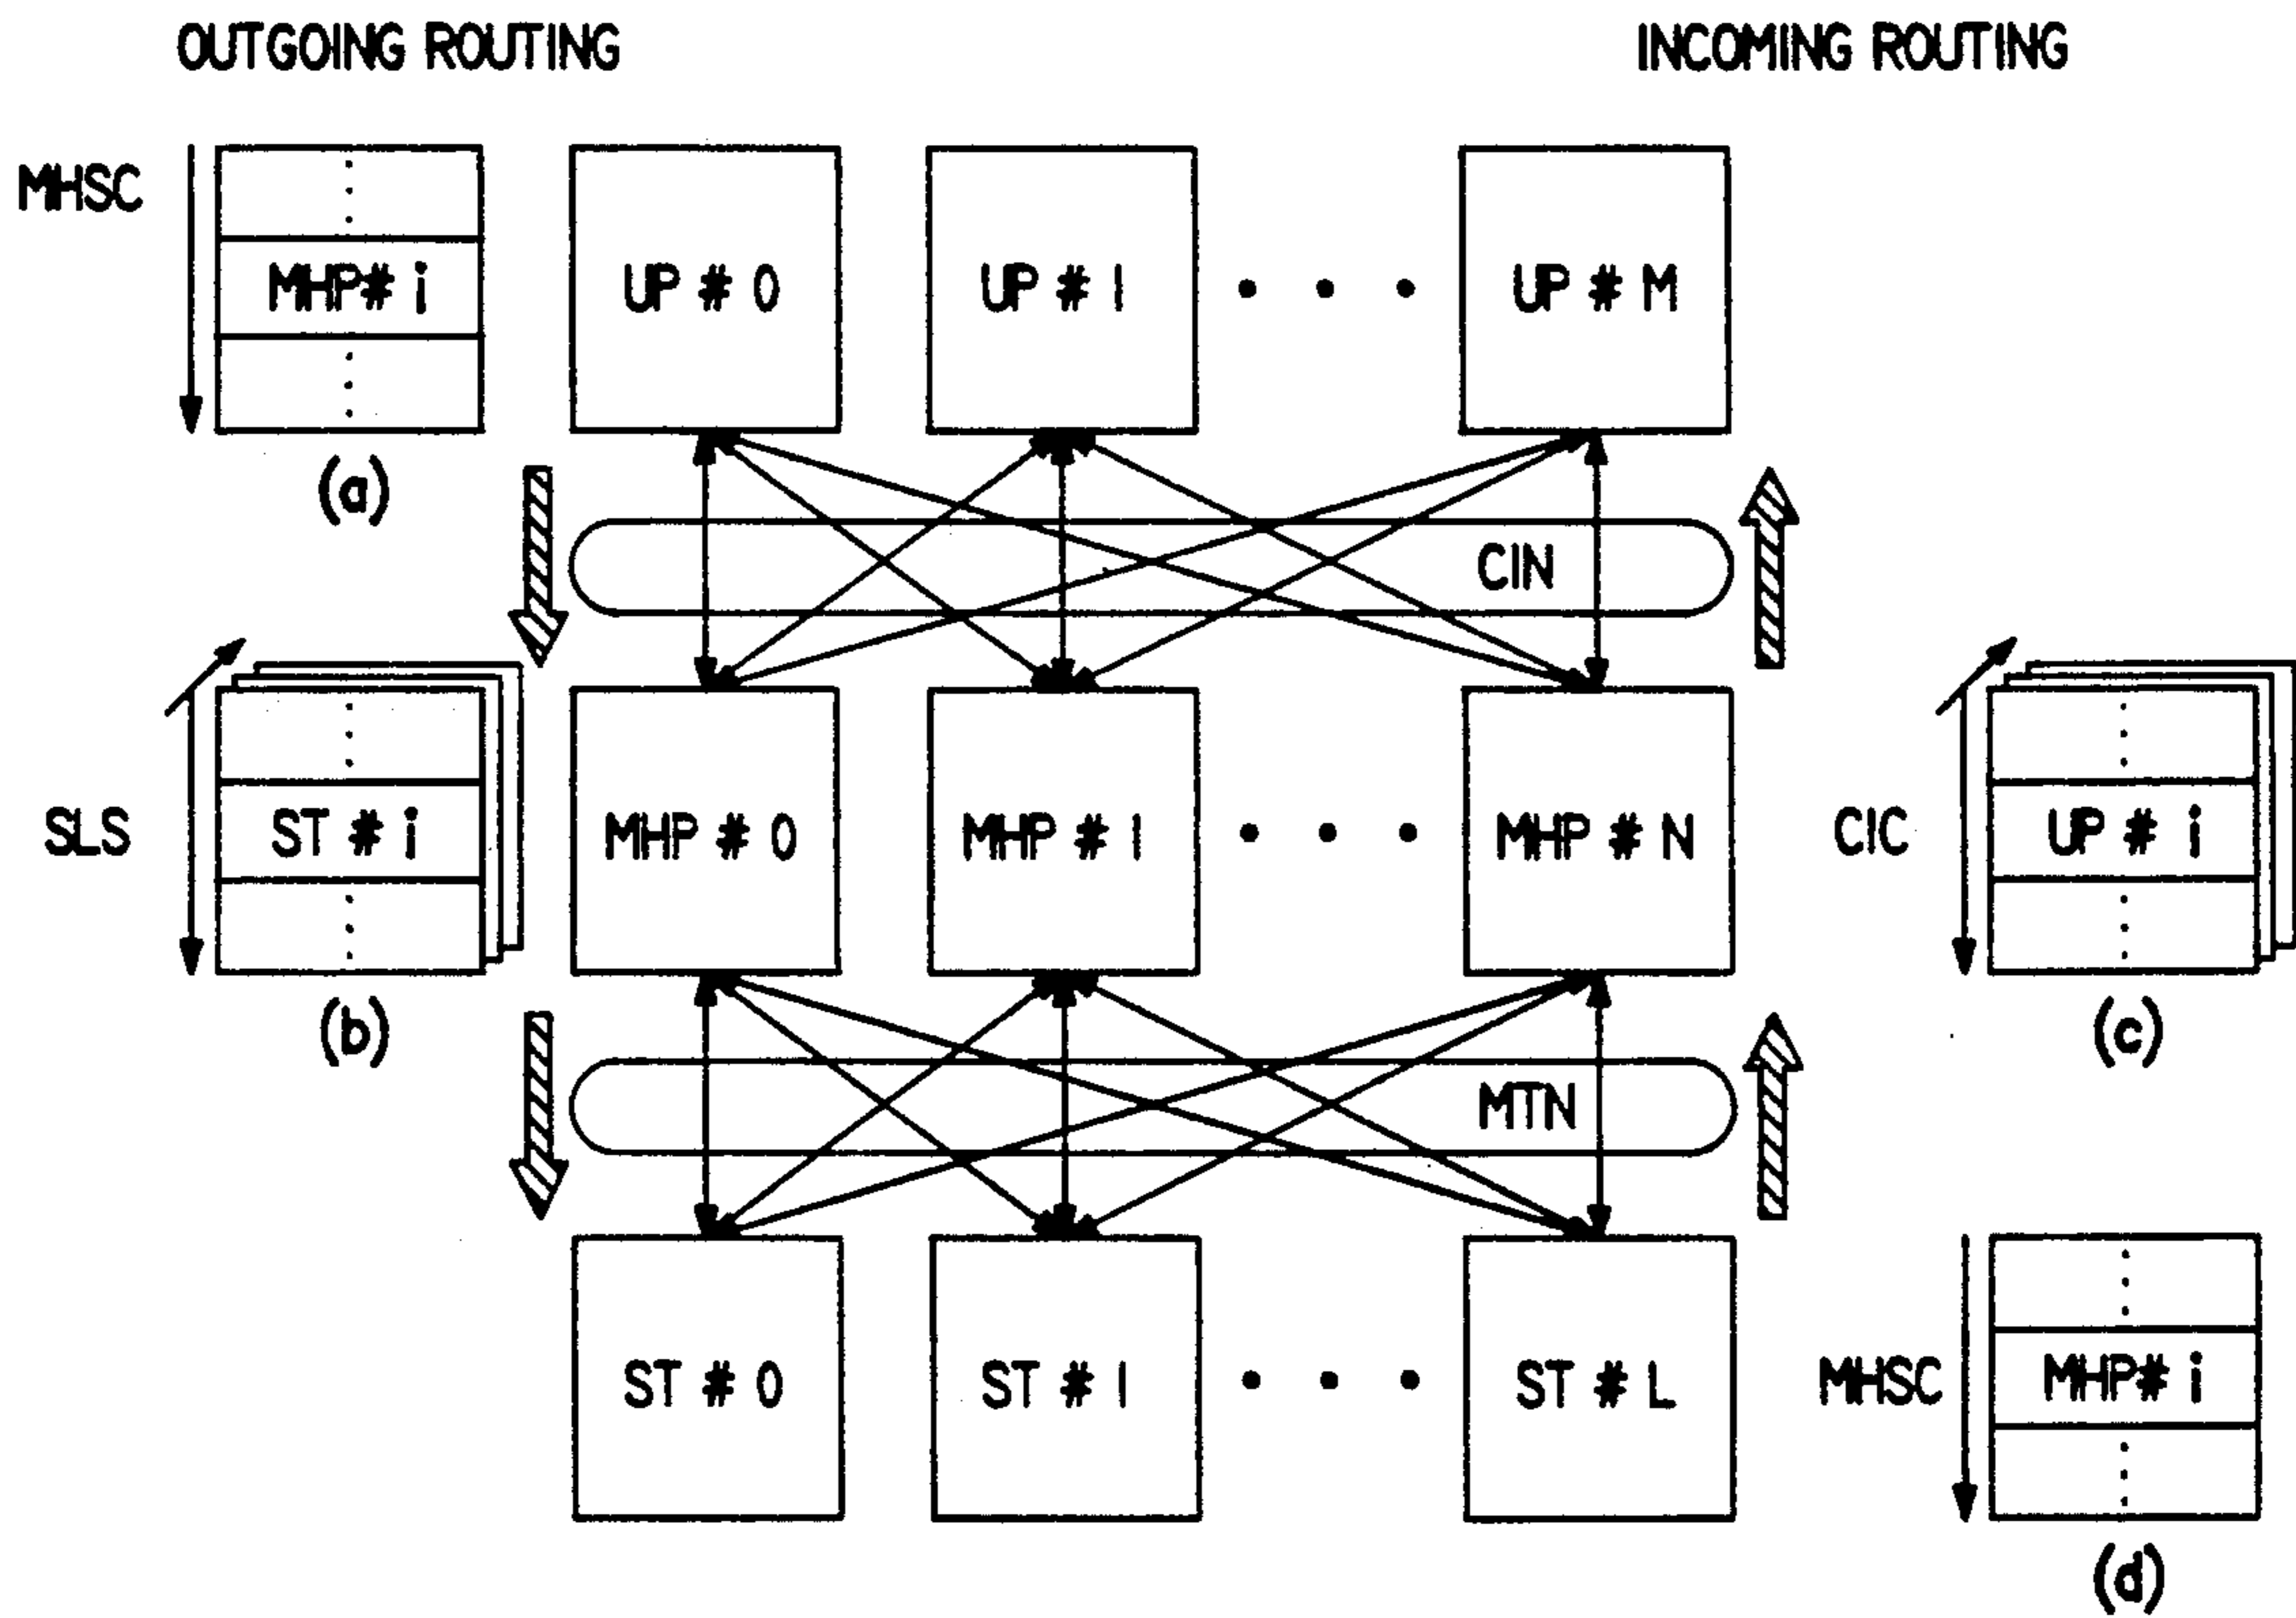 OUTGOING ROUTING
INCOMING ROUTING
MHSC
MHP# i
UP # 0
UP # 1
UP # M
(a)
CIN
SLS
ST # i
MHP # 0
MHP # 1
MHP # N
CIC
UP # i
(b)
(c)
MTN
ST # 0
ST # 1
ST # L
MHSC
MHP# i
(d)